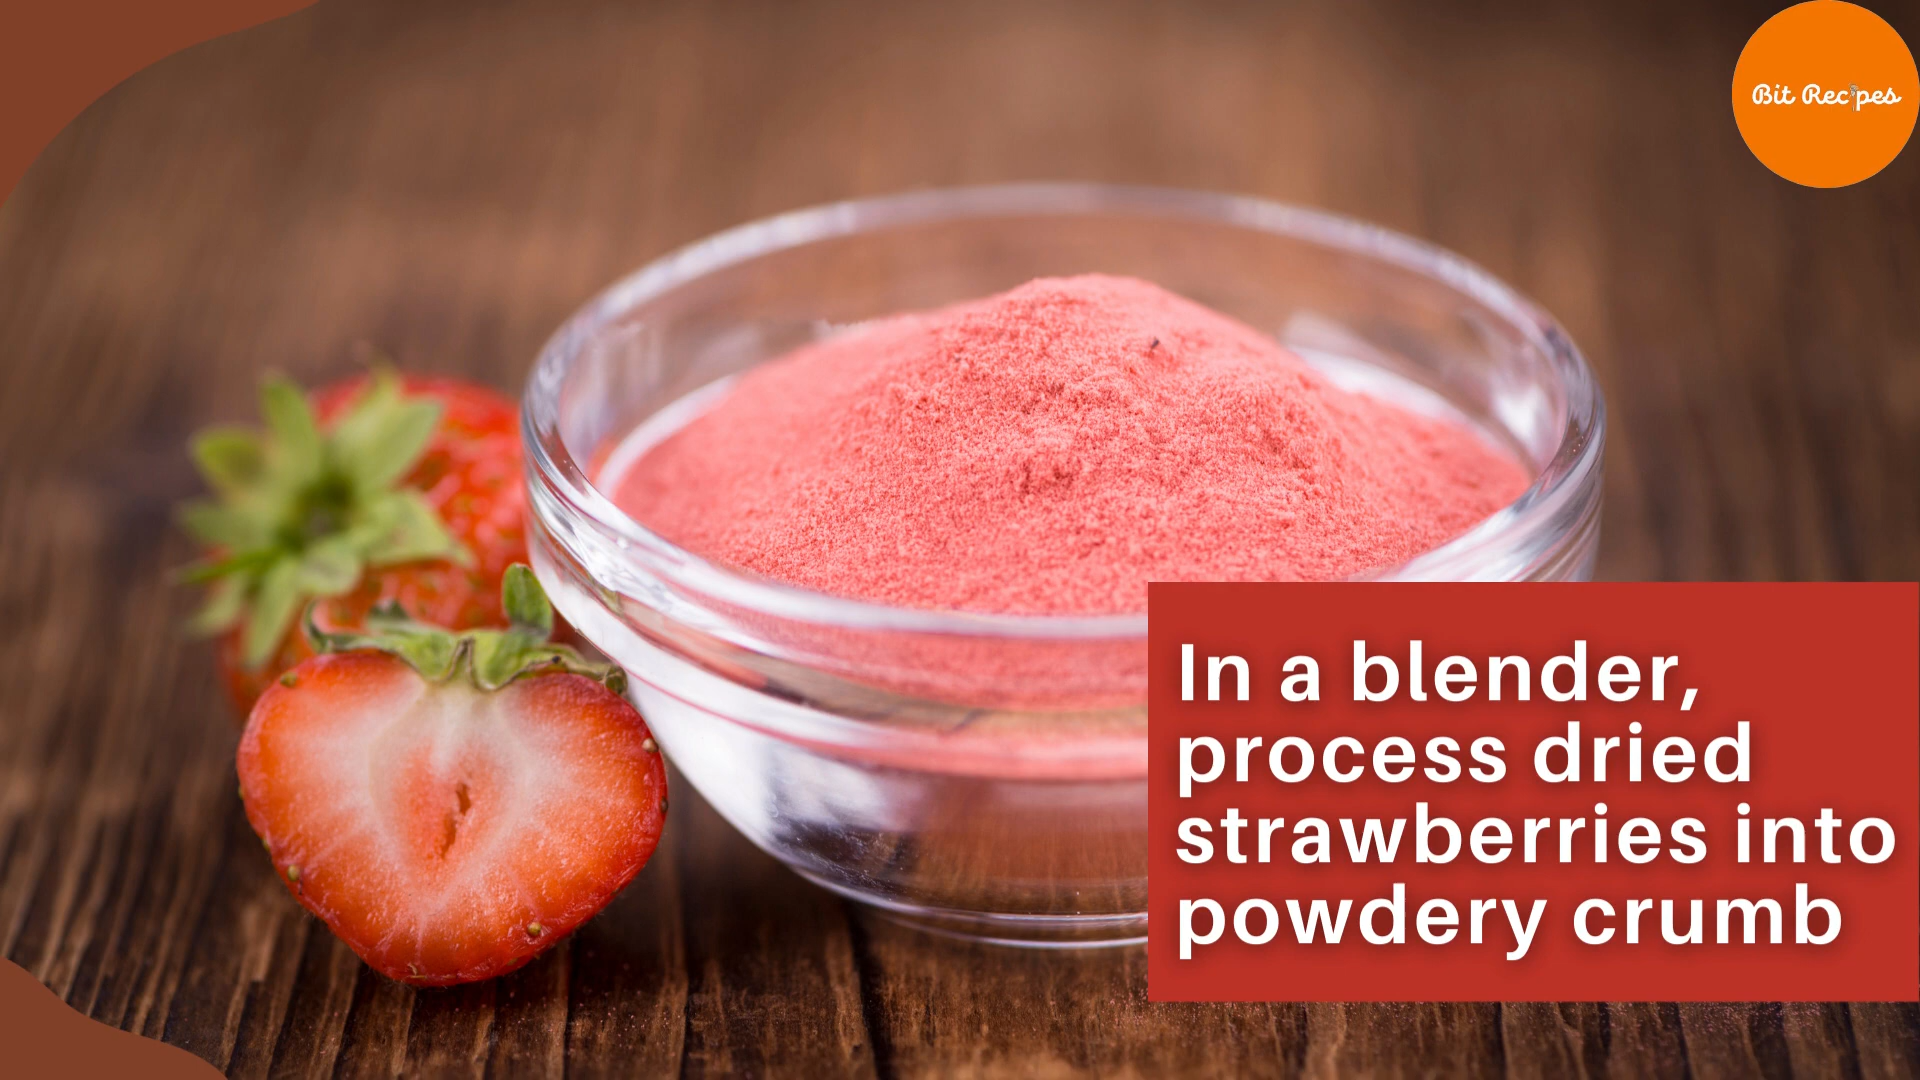 Bit Recipes
In a blender,
process dried
strawberries into
powdery crumb